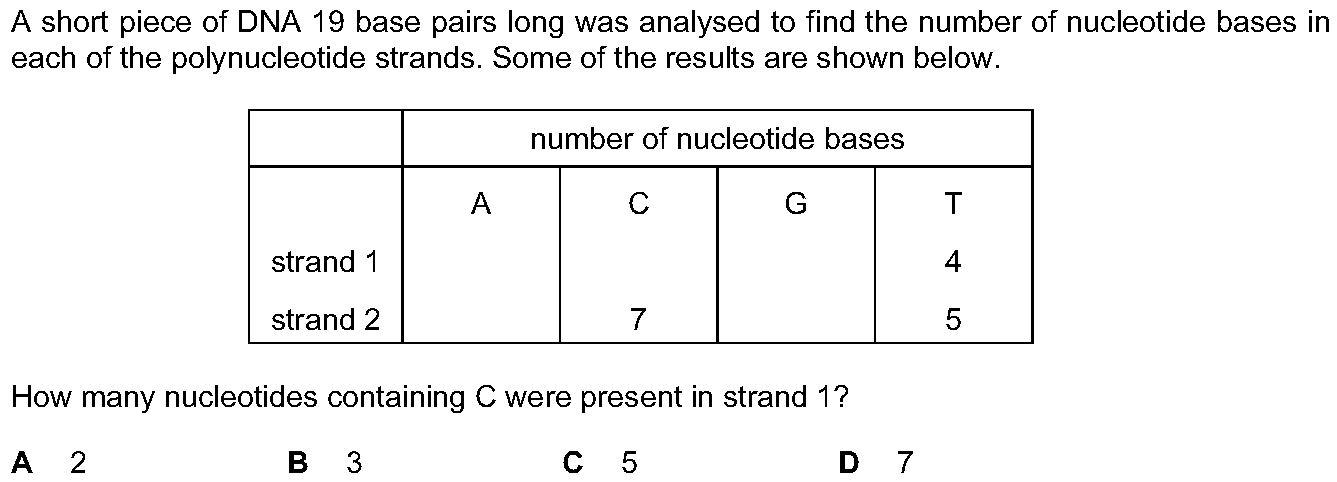 A short piece of DNA 19 base pairs long was analysed to find the number of nucleotide bases in
each of the polynucleotide strands. Some of the results are shown below.
number of nucleotide bases
A C G T
strand 1 4
strand 2 7 5
How many nucleotides containing C were present in strand 1?
A 2 B 3 C 5 D 7